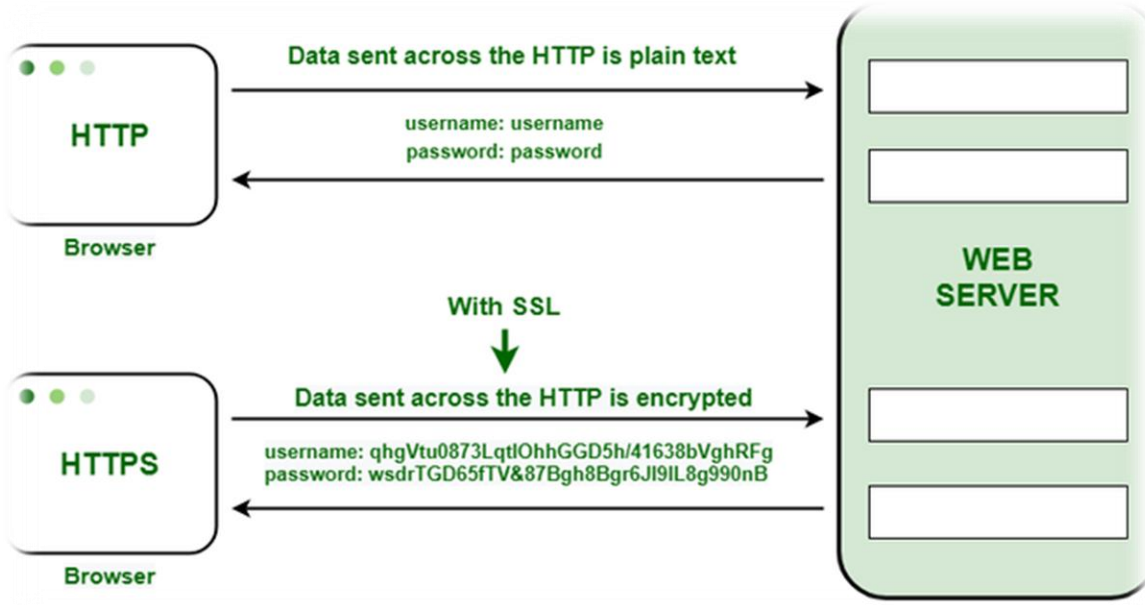 Data sent across the HTTP is plain text
HTTP
username: username
password: password
Browser
WEB
SERVER
With SSL
Data sent across the HTTP is encrypted
HTTPS
username: qhgVtu0873LqtlOhhGGD5h/41638bVghRFg
password: wsdrTGD65fTV&87Bgh8Bgr6Jl9lL8g990nB
Browser